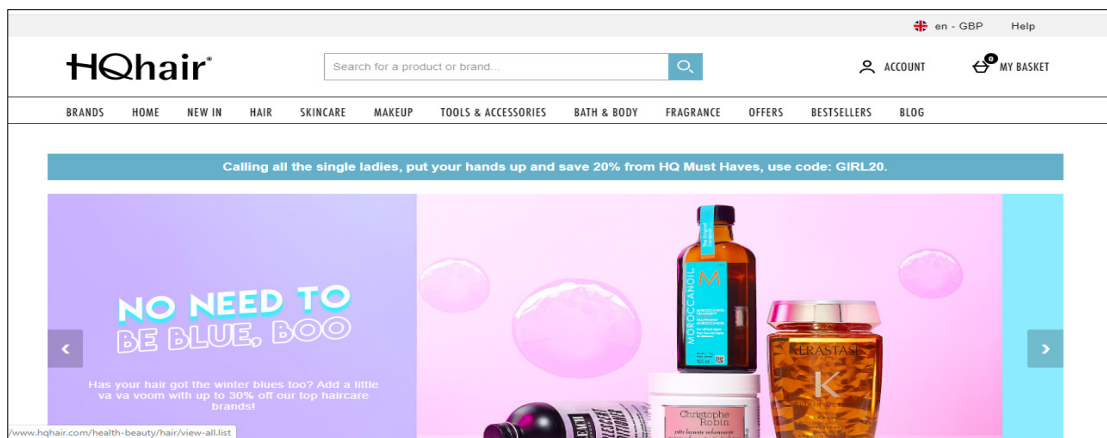 en - GBP Help
HQhair®
Search for a product or brand...
ACCOUNT
0
MY BASKET
BRANDS HOME NEW IN HAIR SKINCARE MAKEUP TOOLS & ACCESSORIES BATH & BODY FRAGRANCE OFFERS BESTSELLERS BLOG
Calling all the single ladies, put your hands up and save 20% from HQ Must Haves, use code: GIRL20.
NO NEED TO
BE BLUE, BOO
Has your hair got the winter blues too? Add a little
va va voom with up to 30% off our top haircare
brands!
M
MOROCCANOIL
KERASTASE
K
Christophe
Robin
BLEACH
/www.hqhair.com/health-beauty/hair/view-all.list